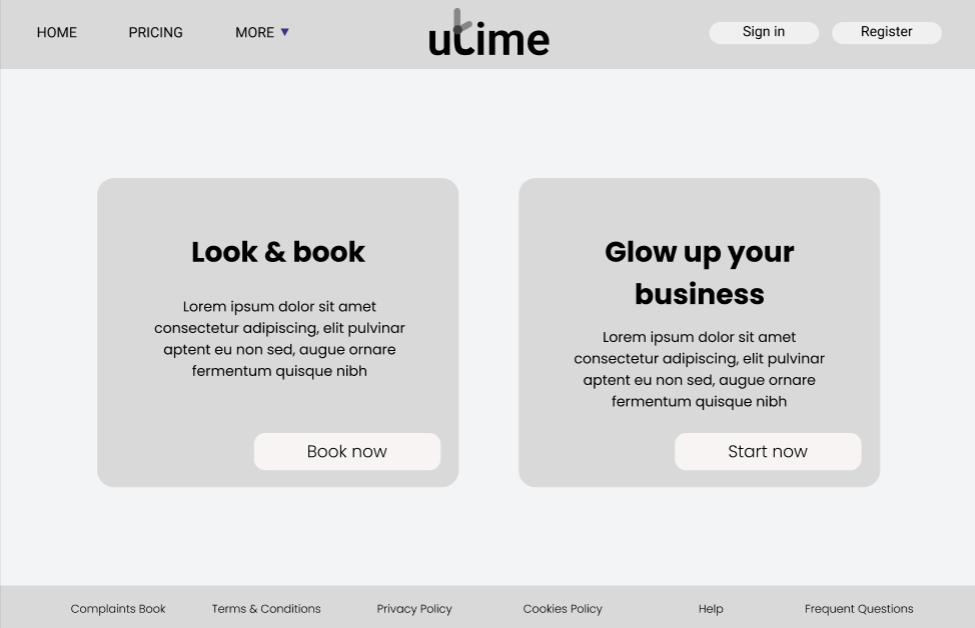 HOME PRICING MORE utime Sign in Register
Look & book
Lorem ipsum dolor sit amet
consectetur adipiscing, elit pulvinar
aptent eu non sed, augue ornare
fermentum quisque nibh
Book now
Glow up your
business
Lorem ipsum dolor sit amet
consectetur adipiscing, elit pulvinar
aptent eu non sed, augue ornare
fermentum quisque nibh
Start now
Complaints Book Terms & Conditions Privacy Policy Cookies Policy Help Frequent Questions